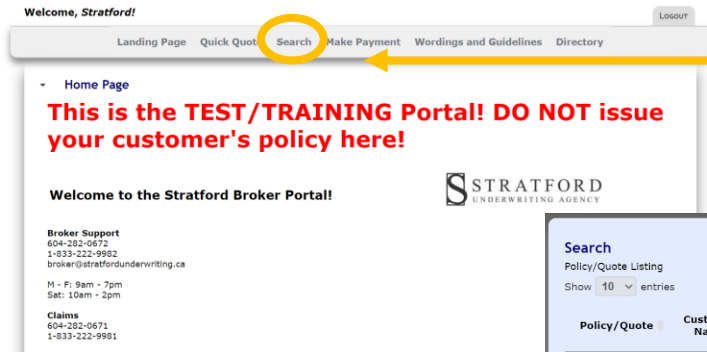 Welcome, Stratford!
Logout
Landing Page Quick Quote Search Make Payment Wordings and Guidelines Directory
Home Page
This is the TEST/TRAINING Portal! DO NOT issue
your customer's policy here!
Welcome to the Stratford Broker Portal!
STRATFORD
UNDERWRITING AGENCY
Broker Support
604-282-0672
1-833-222-9982
broker@stratfordunderwriting.ca
M - F: 9am - 7pm
Sat: 10am - 2pm
Claims
604-282-0671
1-833-222-9981
Search
Policy/Quote Listing
Show 10 entries
Policy/Quote